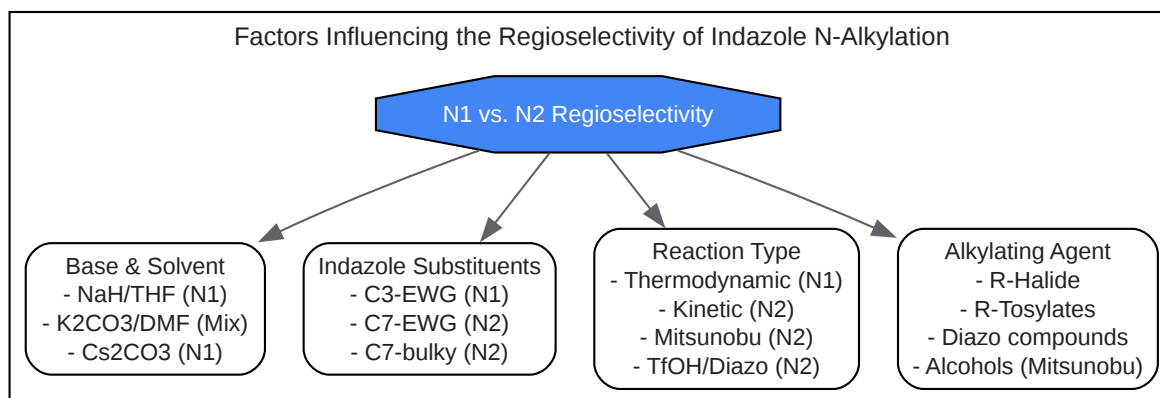 Factors Influencing the Regioselectivity of Indazole N-Alkylation
N1 vs. N2 Regioselectivity
Base & Solvent
- NaH/THF (N1)
- K2CO3/DMF (Mix)
- Cs2CO3 (N1)
Indazole Substituents
- C3-EWG (N1)
- C7-EWG (N2)
- C7-bulky (N2)
Reaction Type
- Thermodynamic (N1)
- Kinetic (N2)
- Mitsunobu (N2)
- TfOH/Diazo (N2)
Alkylating Agent
- R-Halide
- R-Tosylates
- Diazo compounds
- Alcohols (Mitsunobu)